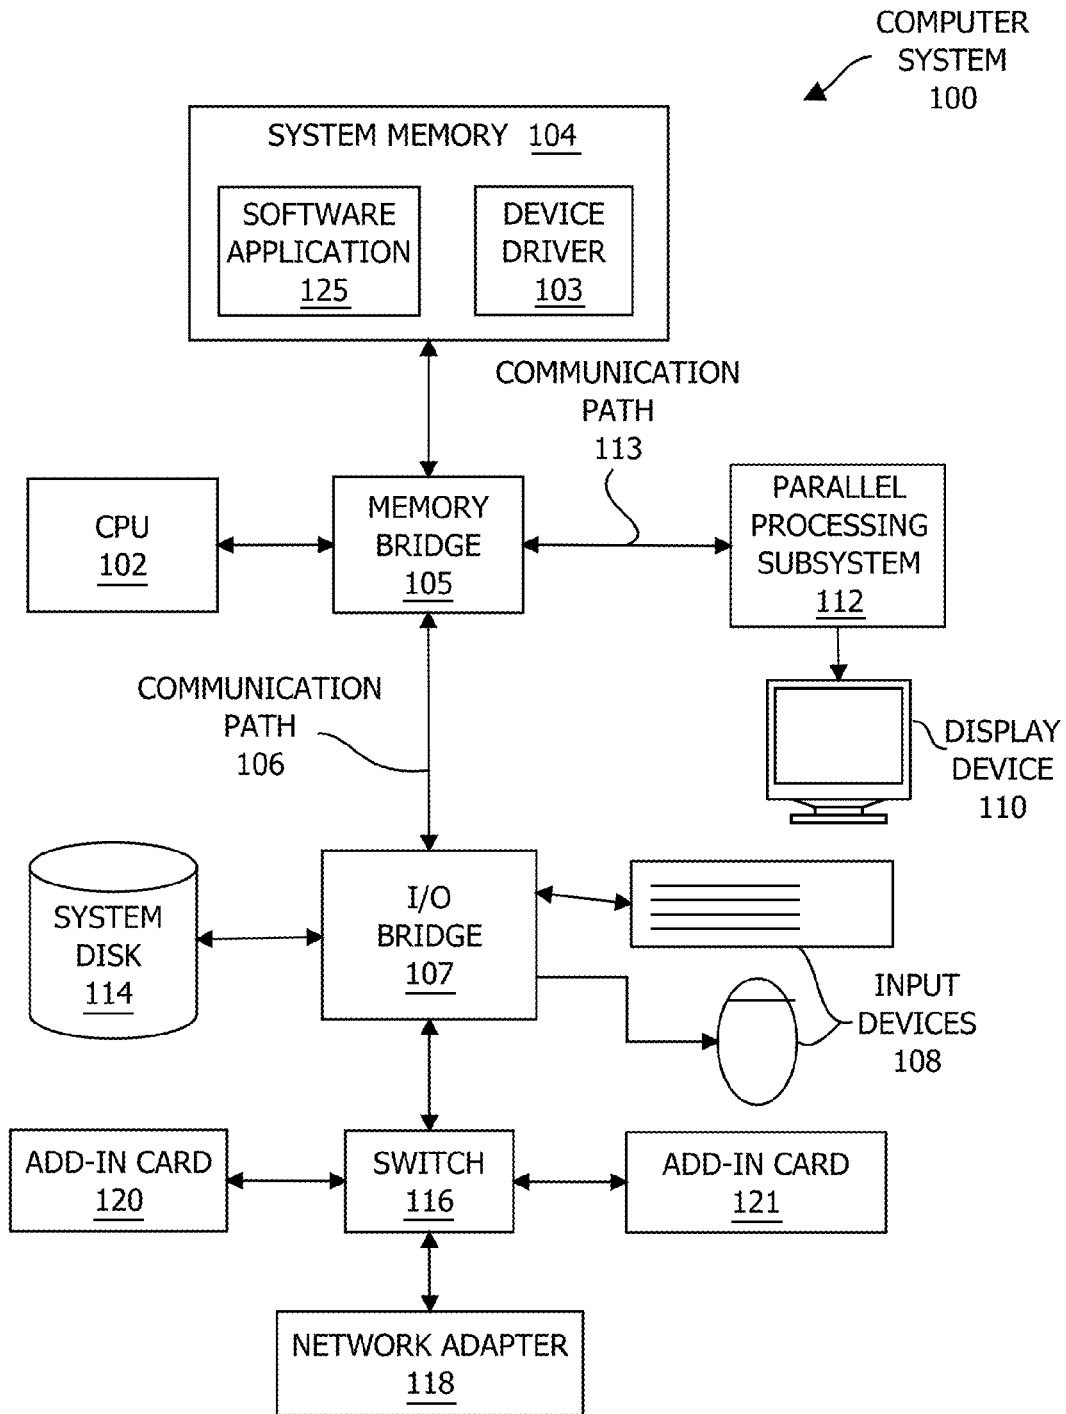 COMPUTER
SYSTEM
100
SYSTEM MEMORY 104
SOFTWARE
APPLICATION
125
DEVICE
DRIVER
103
COMMUNICATION
PATH
113
CPU
102
MEMORY
BRIDGE
105
PARALLEL
PROCESSING
SUBSYSTEM
112
COMMUNICATION
PATH
106
DISPLAY
DEVICE
110
SYSTEM
DISK
114
I/O
BRIDGE
107
INPUT
DEVICES
108
ADD-IN CARD
120
SWITCH
116
ADD-IN CARD
121
NETWORK ADAPTER
118